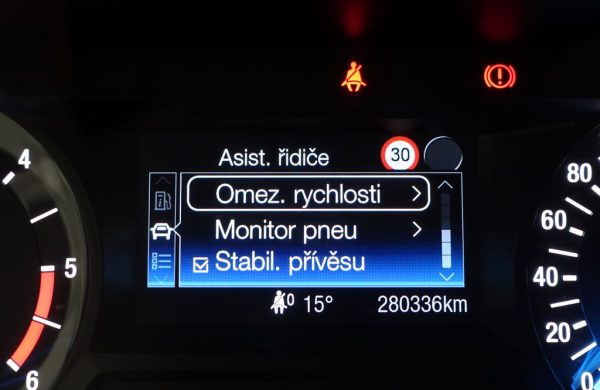 Asist. řidiče 30
Omez. rychlosti
Monitor pneu
Stabil. přívěsu
0 15° 280336km
4
5
6
80
60
40
20
0